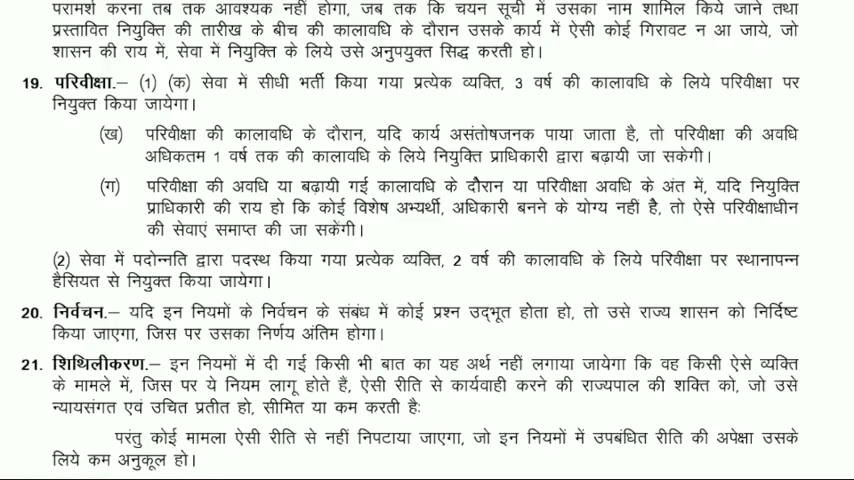 परामर्श करना तब तक आवश्यक नहीं होगा, जब तक कि चयन सूची में उसका नाम शामिल किये जाने तथा
प्रस्तावित नियुक्ति की तारीख के बीच की कालावधि के दौरान उसके कार्य में ऐसी कोई गिरावट न आ जाये, जो
शासन की राय में, सेवा में नियुक्ति के लिये उसे अनुपयुक्त सिद्ध करती हो।
19. परिवीक्षा.– (1) (क) सेवा में सीधी भर्ती किया गया प्रत्येक व्यक्ति, 3 वर्ष की कालावधि के लिये परिवीक्षा पर
नियुक्त किया जायेगा।
(ख) परिवीक्षा की कालावधि के दौरान, यदि कार्य असंतोषजनक पाया जाता है, तो परिवीक्षा की अवधि
अधिकतम 1 वर्ष तक की कालावधि के लिये नियुक्ति प्राधिकारी द्वारा बढ़ायी जा सकेगी।
(ग) परिवीक्षा की अवधि या बढ़ायी गई कालावधि के दौरान या परिवीक्षा अवधि के अंत में, यदि नियुक्ति
प्राधिकारी की राय हो कि कोई विशेष अभ्यर्थी, अधिकारी बनने के योग्य नहीं है, तो ऐसे परिवीक्षाधीन
की सेवाएं समाप्त की जा सकेंगी।
(2) सेवा में पदोन्नति द्वारा पदस्थ किया गया प्रत्येक व्यक्ति, 2 वर्ष की कालावधि के लिये परिवीक्षा पर स्थानापन्न
हैसियत से नियुक्त किया जायेगा।
20. निर्वचन.– यदि इन नियमों के निर्वचन के संबंध में कोई प्रश्न उद्भूत होता हो, तो उसे राज्य शासन को निर्दिष्ट
किया जाएगा, जिस पर उसका निर्णय अंतिम होगा।
21. शिथिलीकरण.– इन नियमों में दी गई किसी भी बात का यह अर्थ नहीं लगाया जायेगा कि वह किसी ऐसे व्यक्ति
के मामले में, जिस पर ये नियम लागू होते हैं, ऐसी रीति से कार्यवाही करने की राज्यपाल की शक्ति को, जो उसे
न्यायसंगत एवं उचित प्रतीत हो, सीमित या कम करती है:
परंतु कोई मामला ऐसी रीति से नहीं निपटाया जाएगा, जो इन नियमों में उपबंधित रीति की अपेक्षा उसके
लिये कम अनुकूल हो।